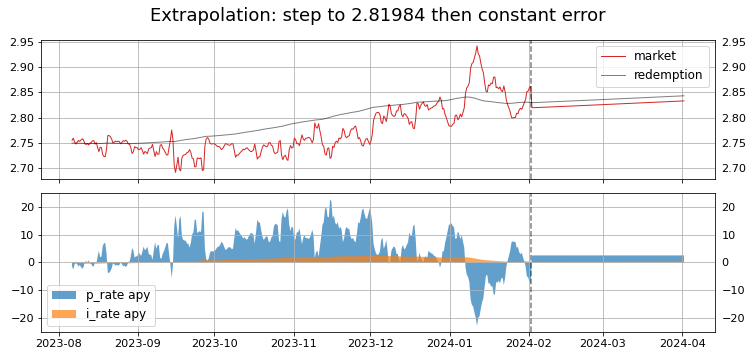 Extrapolation: step to 2.81984 then constant error
2.95 2.95
2.90 2.90
2.85 2.85
2.80 2.80
2.75 2.75
2.70 2.70
market
redemption
20 20
10 10
0 0
−10 −10
−20 −20
p_rate apy
i_rate apy
2023-08 2023-09 2023-10 2023-11 2023-12 2024-01 2024-02 2024-03 2024-04